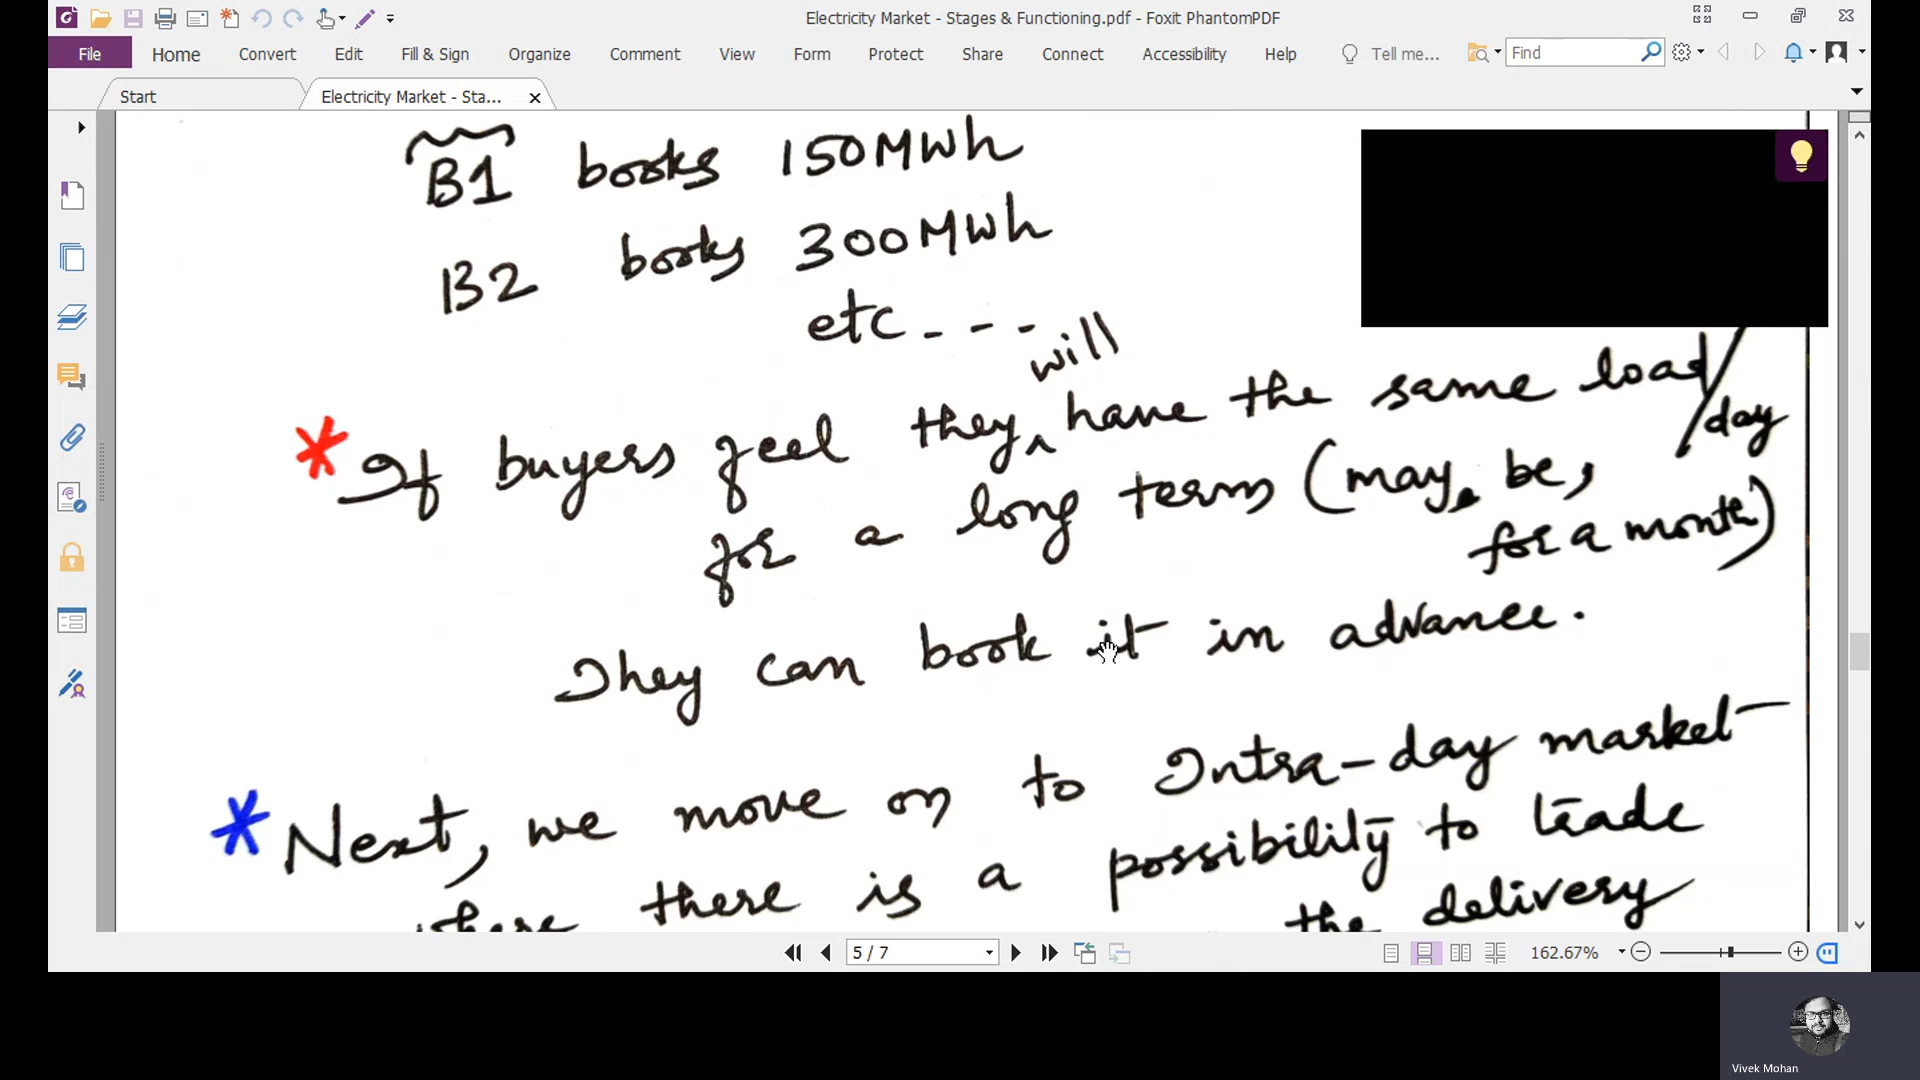 Electricity Market - Stages & Functioning.pdf - Foxit PhantomPDF
File Home Convert Edit Fill & Sign Organize Comment View Form Protect Share Connect Accessibility Help Tell me... Find
Start Electricity Market - Sta...
B1 books 150MWh
B2 books 300MWh
etc - - -
will
* If buyers feel they ^ have the same load/day
for a long term (may be,
for a month)
They can book it in advance.
* Next, we move on to Intra-day market
where there is a possibility to trade
the delivery
5 / 7 162.67%
Vivek Mohan